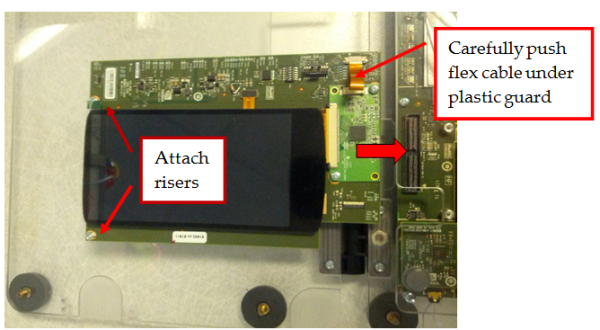 Carefully push
flex cable under
plastic guard
Attach
risers